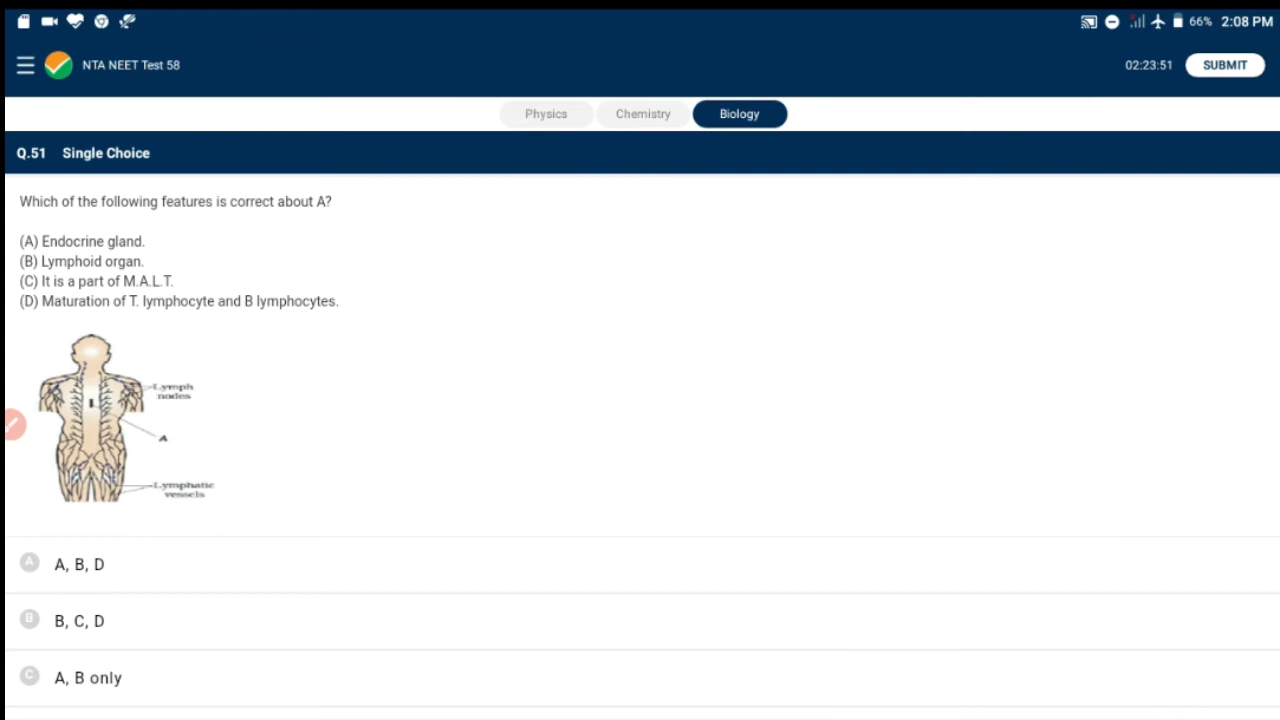 66% 2:08 PM
NTA NEET Test 58
02:23:51
SUBMIT
Physics
Chemistry
Biology
Q.51 Single Choice
Which of the following features is correct about A?
(A) Endocrine gland.
(B) Lymphoid organ.
(C) It is a part of M.A.L.T.
(D) Maturation of T. lymphocyte and B lymphocytes.
Lymph
nodes
A
Lymphatic
vessels
A A, B, D
B B, C, D
C A, B only